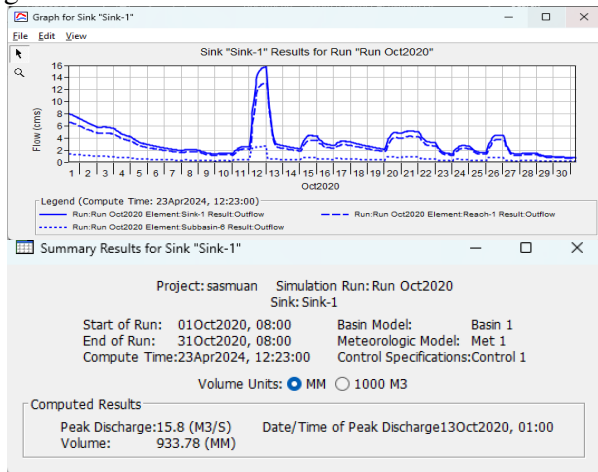 Graph for Sink "Sink-1"
File Edit View
Sink "Sink-1" Results for Run "Run Oct2020"
Flow (cms)
16
14
12
10
8
6
4
2
0
1 2 3 4 5 6 7 8 9 10 11 12 13 14 15 16 17 18 19 20 21 22 23 24 25 26 27 28 29 30
Oct2020
Legend (Compute Time: 23Apr2024, 12:23:00)
Run:Run Oct2020 Element:Sink-1 Result:Outflow
Run:Run Oct2020 Element:Reach-1 Result:Outflow
Run:Run Oct2020 Element:Subbasin-6 Result:Outflow
Summary Results for Sink "Sink-1"
Project: sasmuan Simulation Run: Run Oct2020
Sink: Sink-1
Start of Run: 01Oct2020, 08:00 Basin Model: Basin 1
End of Run: 31Oct2020, 08:00 Meteorologic Model: Met 1
Compute Time:23Apr2024, 12:23:00 Control Specifications:Control 1
Volume Units: MM 1000 M3
Computed Results
Peak Discharge:15.8 (M3/S) Date/Time of Peak Discharge13Oct2020, 01:00
Volume: 933.78 (MM)